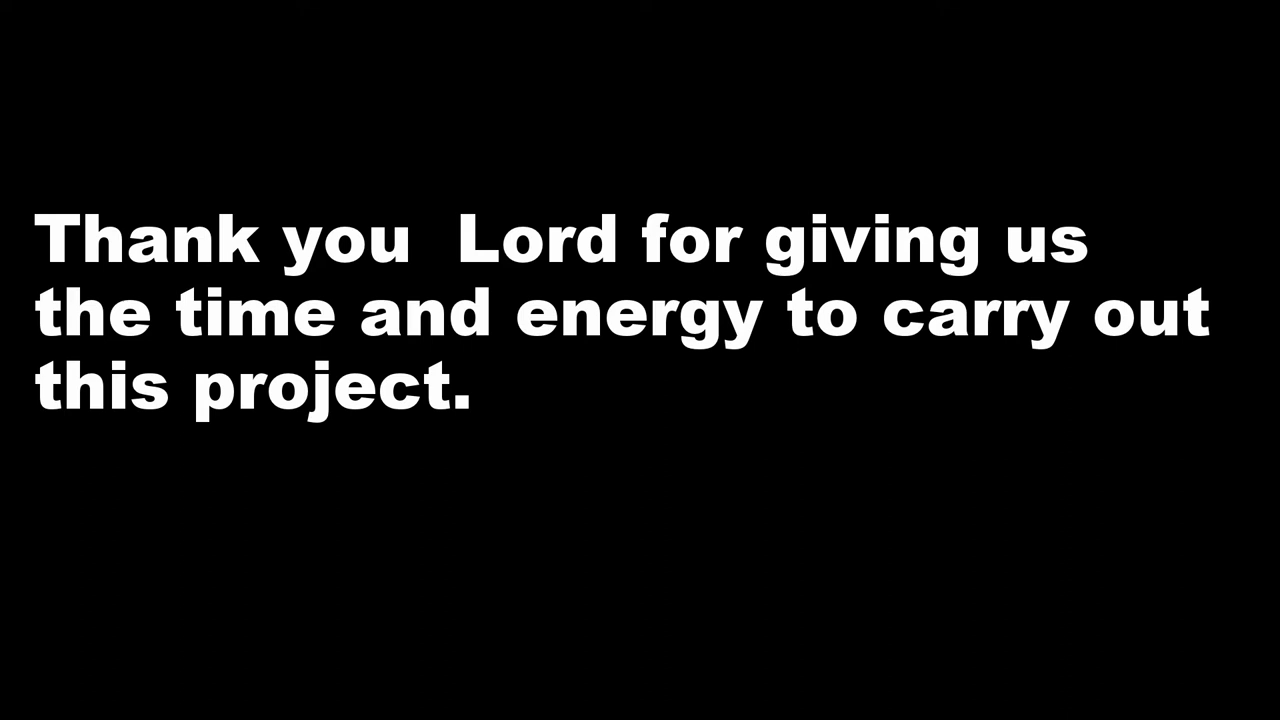 Thank you  Lord for giving us
the time and energy to carry out
this project.